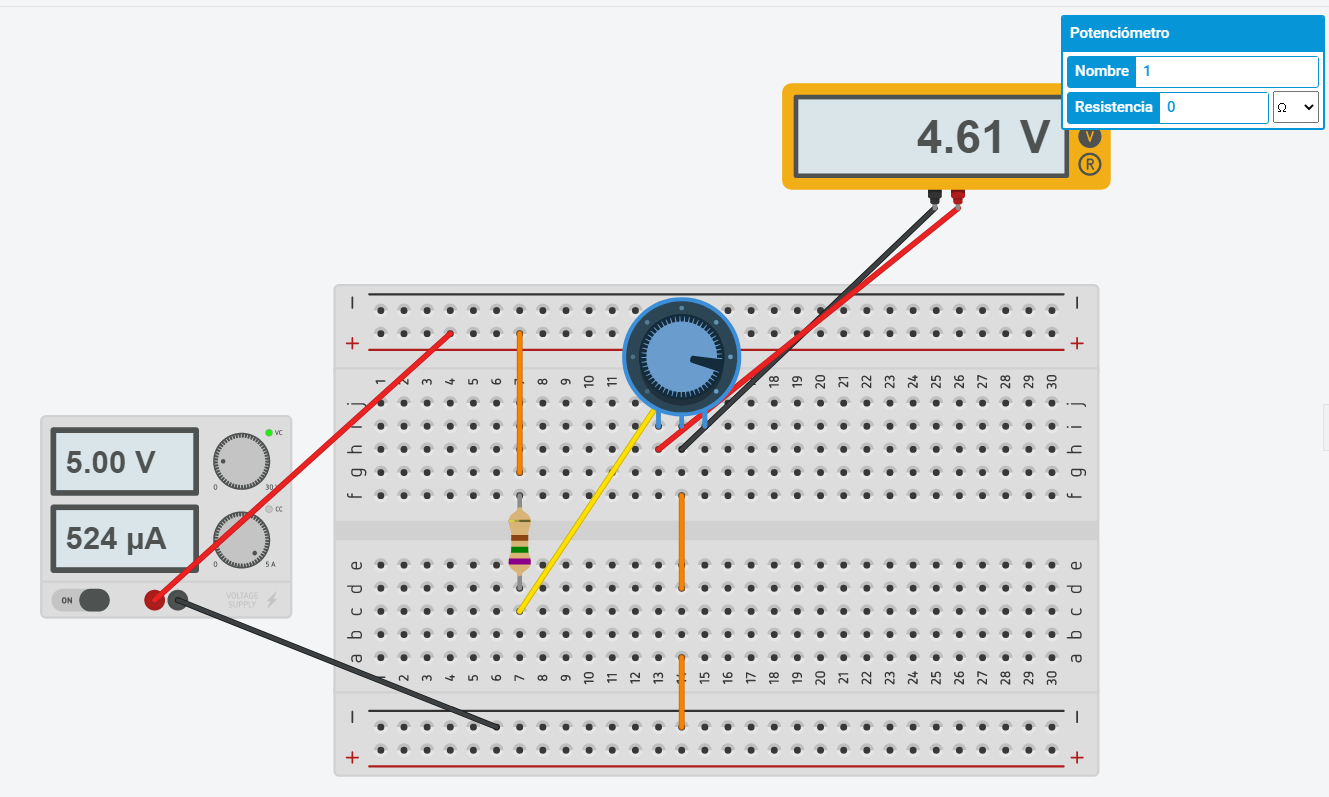 Potenciómetro
Nombre 1
Resistencia 0 Ω
4.61 V
V
R
− −
+ +
1 2 3 4 5 6 7 8 9 10 11 18 19 20 21 22 23 24 25 26 27 28 29 30
j j
i i
h h
g g
f f
5.00 V
VC
0 30
524 µA
CC
0 5 A
ON
VOLTAGE
SUPPLY
e e
d d
c c
b b
a a
1 2 3 4 5 6 7 8 9 10 11 12 13 14 15 16 17 18 19 20 21 22 23 24 25 26 27 28 29 30
− −
+ +